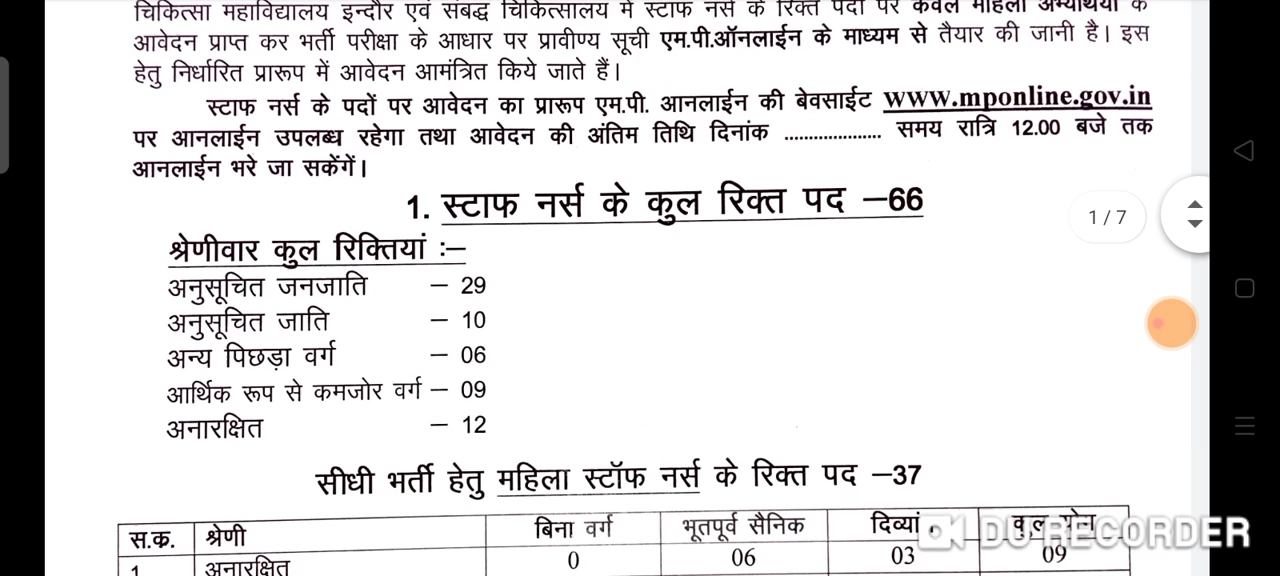 चिकित्सा महाविद्यालय इन्दौर एवं संबद्ध चिकित्सालय में स्टाफ नर्स के रिक्त पदों पर केवल महिला अभ्यर्थियों के
आवेदन प्राप्त कर भर्ती परीक्षा के आधार पर प्रावीण्य सूची एम.पी.ऑनलाईन के माध्यम से तैयार की जानी है। इस
हेतु निर्धारित प्रारूप में आवेदन आमंत्रित किये जाते हैं।
स्टाफ नर्स के पदों पर आवेदन का प्रारूप एम.पी. आनलाईन की बेवसाईट www.mponline.gov.in
पर आनलाईन उपलब्ध रहेगा तथा आवेदन की अंतिम तिथि दिनांक .................... समय रात्रि 12.00 बजे तक
आनलाईन भरे जा सकेंगें।
1. स्टाफ नर्स के कुल रिक्त पद –66
1 / 7
श्रेणीवार कुल रिक्तियां :–
अनुसूचित जनजाति – 29
अनुसूचित जाति – 10
अन्य पिछड़ा वर्ग – 06
आर्थिक रूप से कमजोर वर्ग – 09
अनारक्षित – 12
सीधी भर्ती हेतु महिला स्टॉफ नर्स के रिक्त पद –37
स.क. श्रेणी बिना वर्ग भूतपूर्व सैनिक दिव्यां. कुल योग
1 अनारक्षित 0 06 03 09
DU RECORDER